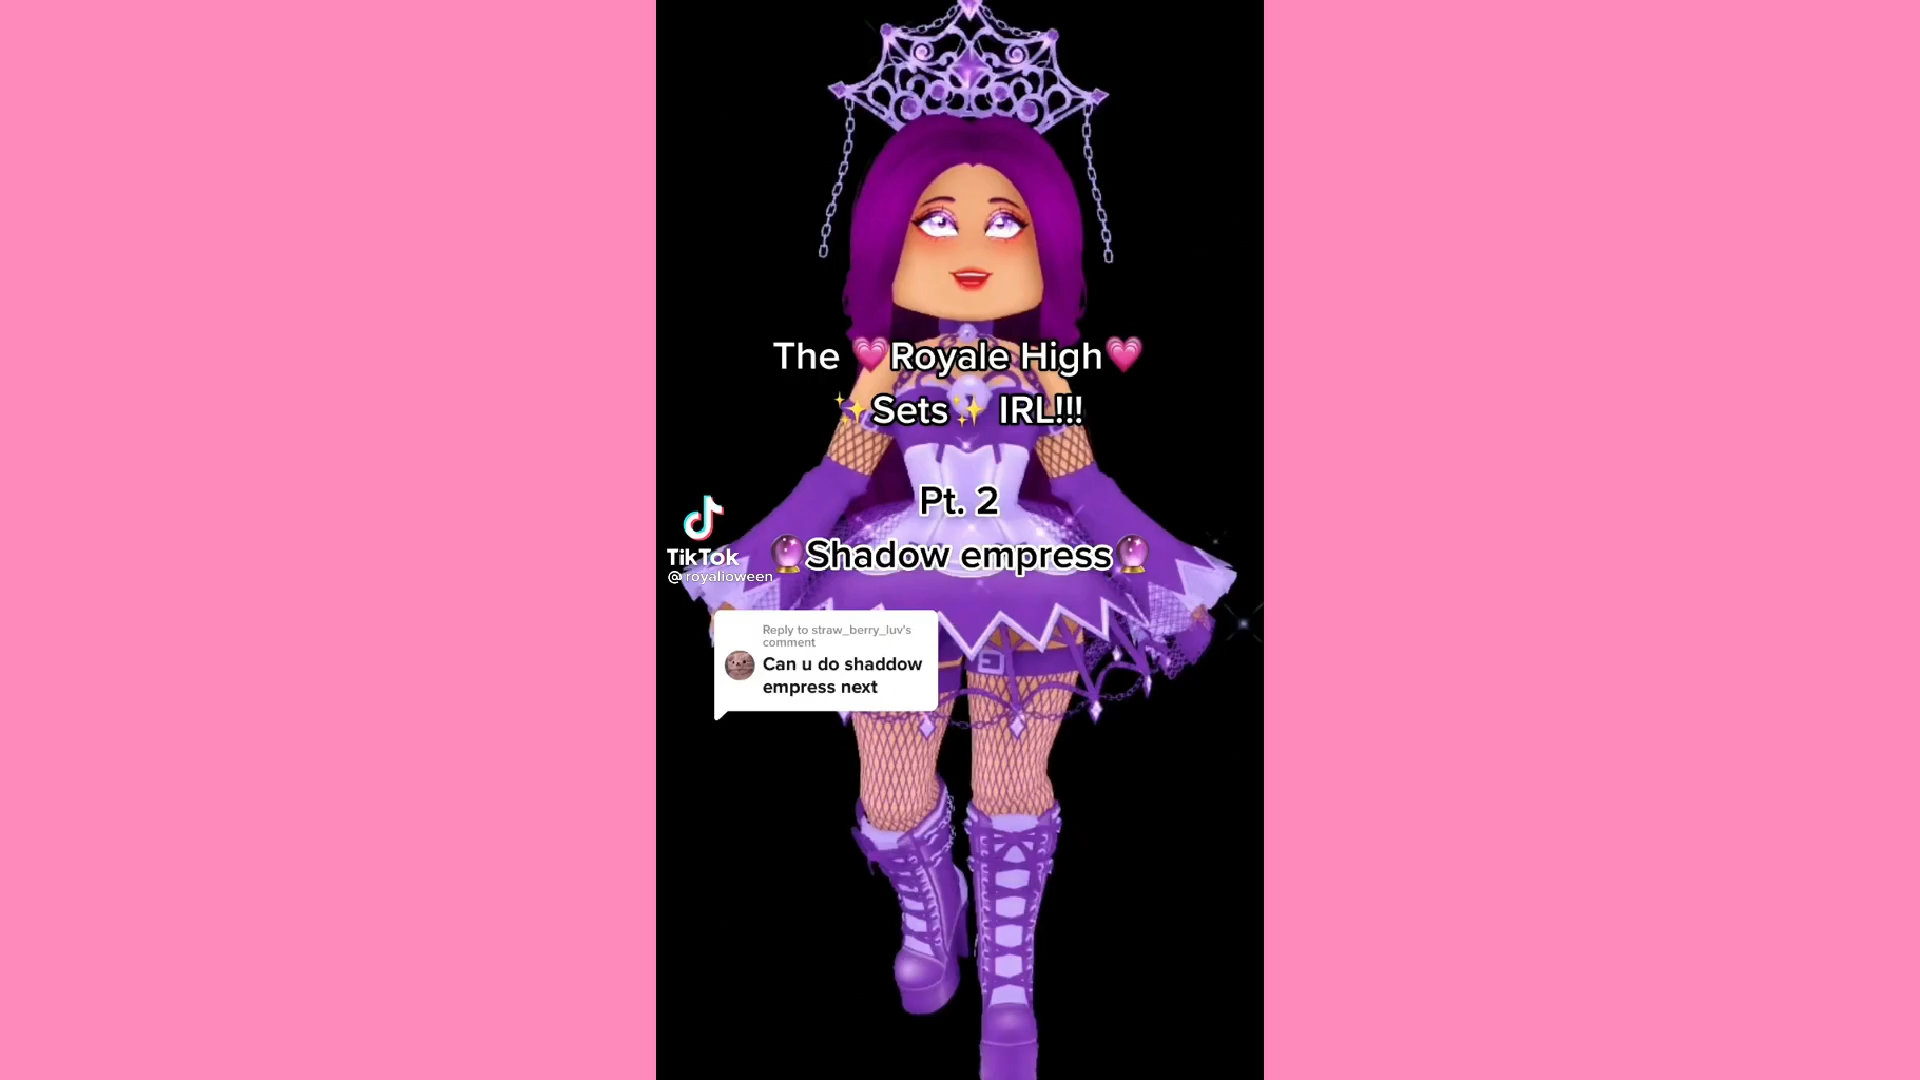 The 💗Royale High💗
✨Sets✨ IRL!!!
Pt. 2
🔮Shadow empress🔮
TikTok
@royalioween
Reply to straw_berry_luv's
comment
Can u do shaddow
empress next